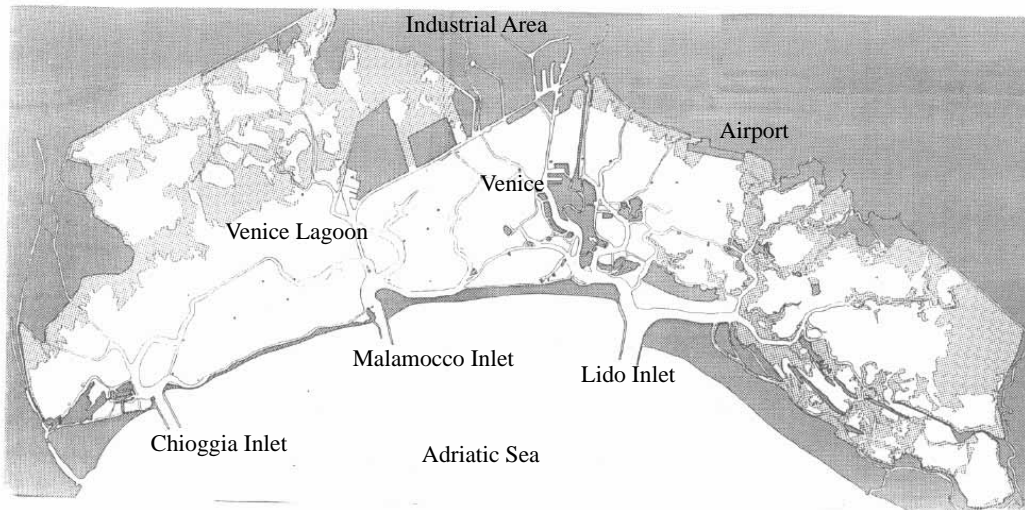 Industrial Area
Airport
Venice
Venice Lagoon
Malamocco Inlet
Lido Inlet
Chioggia Inlet
Adriatic Sea